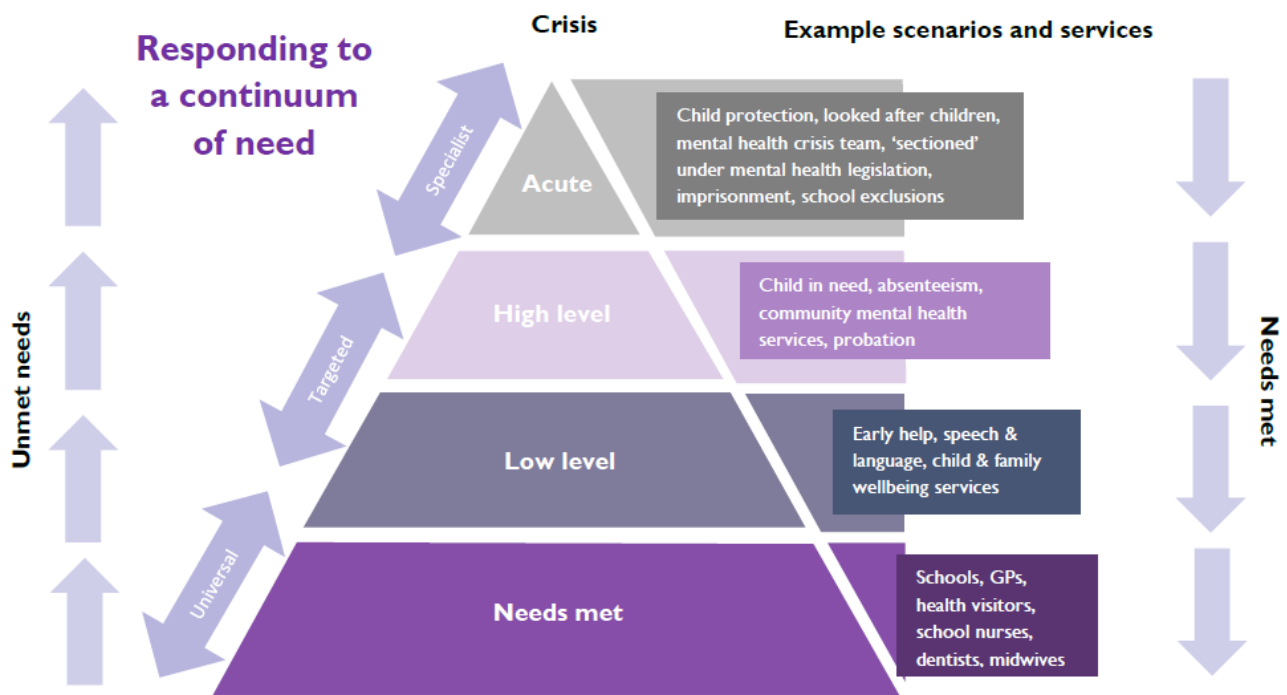 Responding to
a continuum
of need
Crisis
Example scenarios and services
Unmet needs
Needs met
Specialist
Targeted
Universal
Acute
Child protection, looked after children,
mental health crisis team, ‘sectioned’
under mental health legislation,
imprisonment, school exclusions
High level
Child in need, absenteeism,
community mental health
services, probation
Low level
Early help, speech &
language, child & family
wellbeing services
Needs met
Schools, GPs,
health visitors,
school nurses,
dentists, midwives